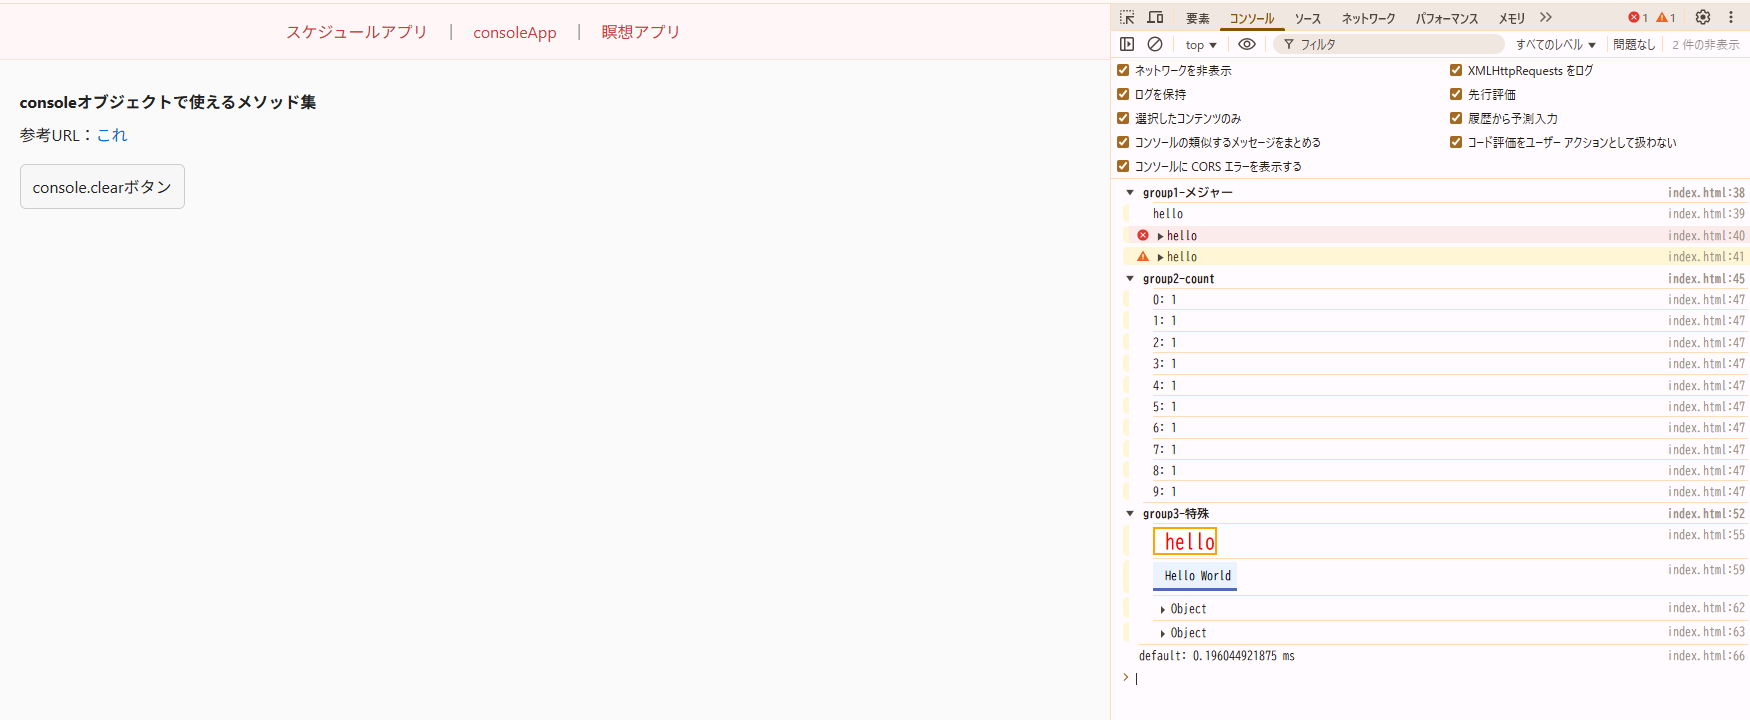 スケジュールアプリ | consoleApp | 瞑想アプリ
consoleオブジェクトで使えるメソッド集
参考URL：これ
console.clearボタン
要素 コンソール ソース ネットワーク パフォーマンス メモリ 1 1
top フィルタ すべてのレベル 問題なし 2 件の非表示
ネットワークを非表示 XMLHttpRequests をログ
ログを保持 先行評価
選択したコンテンツのみ 履歴から予測入力
コンソールの類似するメッセージをまとめる コード評価をユーザー アクションとして扱わない
コンソールに CORS エラーを表示する
group1-メジャー index.html:38
hello index.html:39
hello index.html:40
hello index.html:41
group2-count index.html:45
0: 1 index.html:47
1: 1 index.html:47
2: 1 index.html:47
3: 1 index.html:47
4: 1 index.html:47
5: 1 index.html:47
6: 1 index.html:47
7: 1 index.html:47
8: 1 index.html:47
9: 1 index.html:47
group3-特殊 index.html:52
hello index.html:55
Hello World index.html:59
Object index.html:62
Object index.html:63
default: 0.196044921875 ms index.html:66